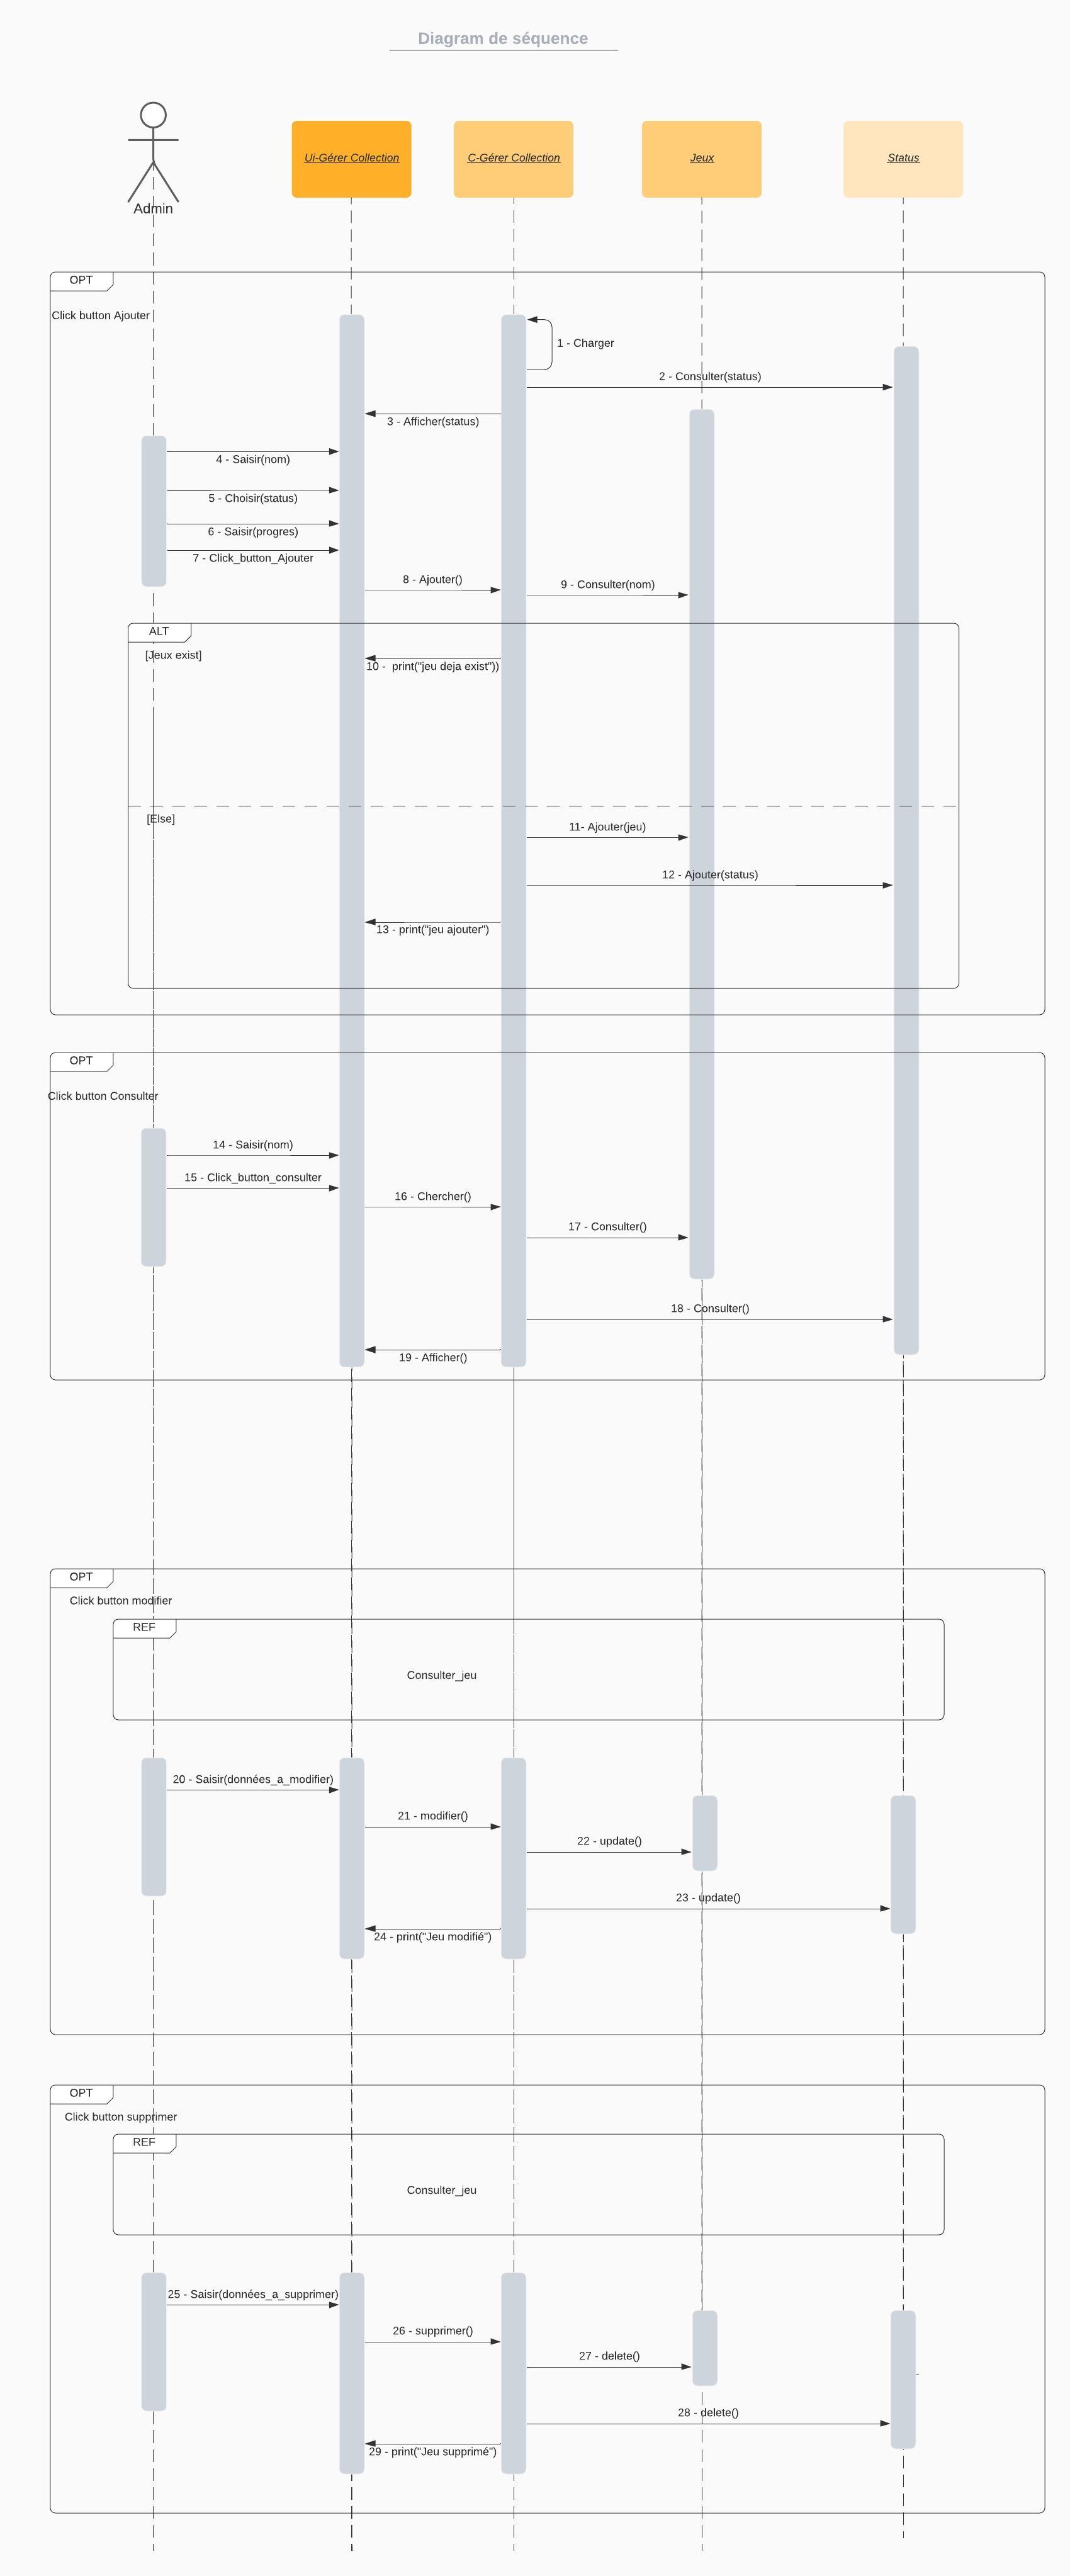 Diagram de séquence
Admin
Ui-Gérer Collection
C-Gérer Collection
Jeux
Status
OPT
Click button Ajouter
1 - Charger
2 - Consulter(status)
3 - Afficher(status)
4 - Saisir(nom)
5 - Choisir(status)
6 - Saisir(progres)
7 - Click_button_Ajouter
8 - Ajouter()
9 - Consulter(nom)
ALT
[Jeux exist]
10 -  print("jeu deja exist"))
[Else]
11- Ajouter(jeu)
12 - Ajouter(status)
13 - print("jeu ajouter")
OPT
Click button Consulter
14 - Saisir(nom)
15 - Click_button_consulter
16 - Chercher()
17 - Consulter()
18 - Consulter()
19 - Afficher()
OPT
Click button modifier
REF
Consulter_jeu
20 - Saisir(données_a_modifier)
21 - modifier()
22 - update()
23 - update()
24 - print("Jeu modifié")
OPT
Click button supprimer
REF
Consulter_jeu
25 - Saisir(données_a_supprimer)
26 - supprimer()
27 - delete()
28 - delete()
29 - print("Jeu supprimé")